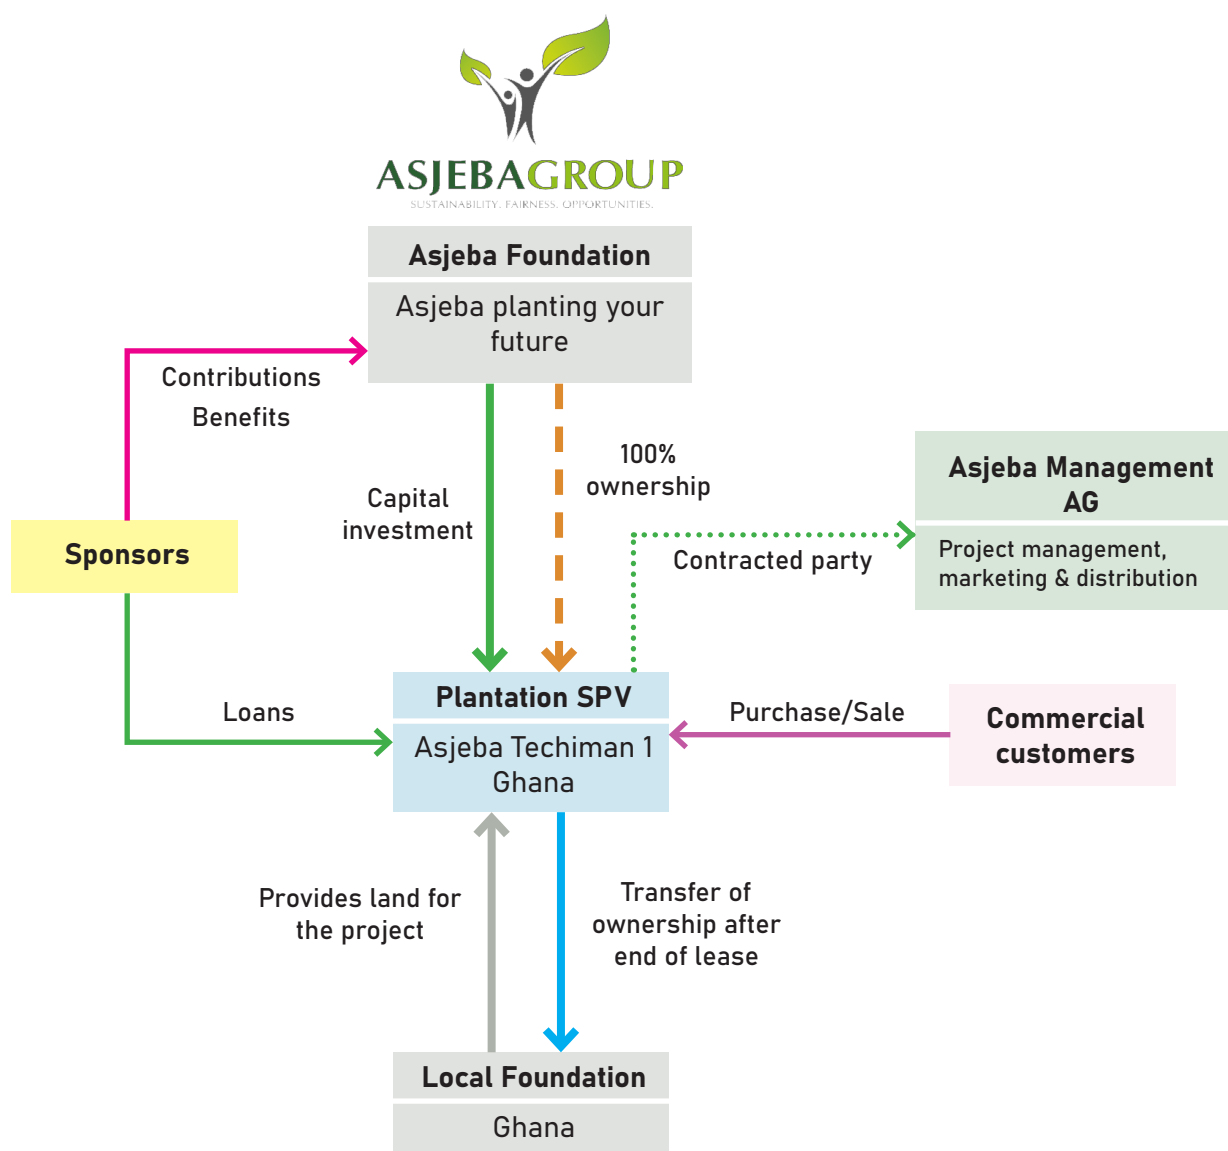 ASJEBAGROUP
SUSTAINABILITY. FAIRNESS. OPPORTUNITIES.
Asjeba Foundation
Asjeba planting your
future
Contributions
Benefits
100%
ownership
Capital
investment
Asjeba Management
AG
Project management,
marketing & distribution
Sponsors
Contracted party
Loans
Plantation SPV
Asjeba Techiman 1
Ghana
Purchase/Sale
Commercial
customers
Provides land for
the project
Transfer of
ownership after
end of lease
Local Foundation
Ghana